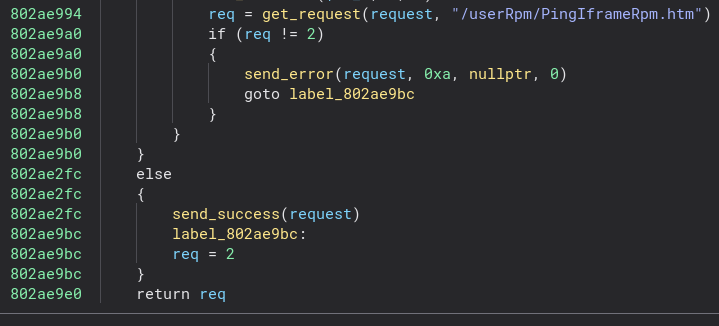 802ae994 req = get_request(request, "/userRpm/PingIframeRpm.htm")
802ae9a0 if (req != 2)
802ae9a0 {
802ae9b0 send_error(request, 0xa, nullptr, 0)
802ae9b8 goto label_802ae9bc
802ae9b8 }
802ae9b0 }
802ae9b0 }
802ae2fc else
802ae2fc {
802ae2fc send_success(request)
802ae9bc label_802ae9bc:
802ae9bc req = 2
802ae9bc }
802ae9e0 return req